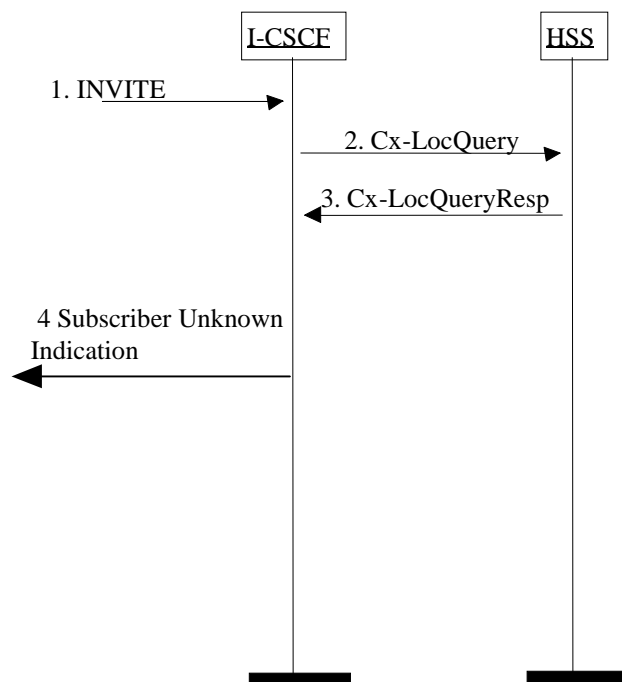 I-CSCF
HSS
1. INVITE
2. Cx-LocQuery
3. Cx-LocQueryResp
4 Subscriber Unknown
Indication